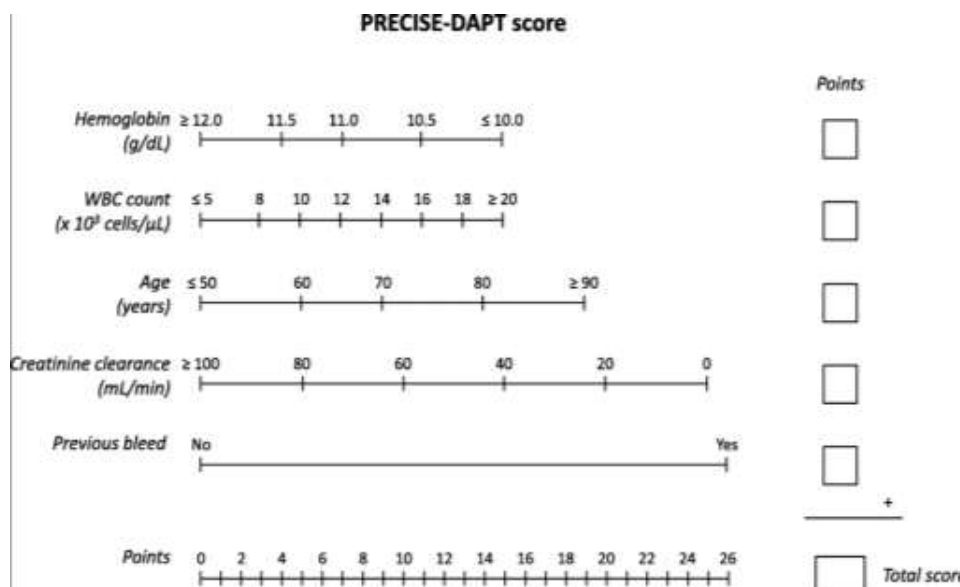 PRECISE-DAPT score
Points
Hemoglobin ≥ 12.0 11.5 11.0 10.5 ≤ 10.0
(g/dL)
WBC count ≤ 5 8 10 12 14 16 18 ≥ 20
(x 10³ cells/µL)
Age ≤ 50 60 70 80 ≥ 90
(years)
Creatinine clearance ≥ 100 80 60 40 20 0
(mL/min)
Previous bleed No Yes
+
Points 0 2 4 6 8 10 12 14 16 18 20 22 24 26
Total score